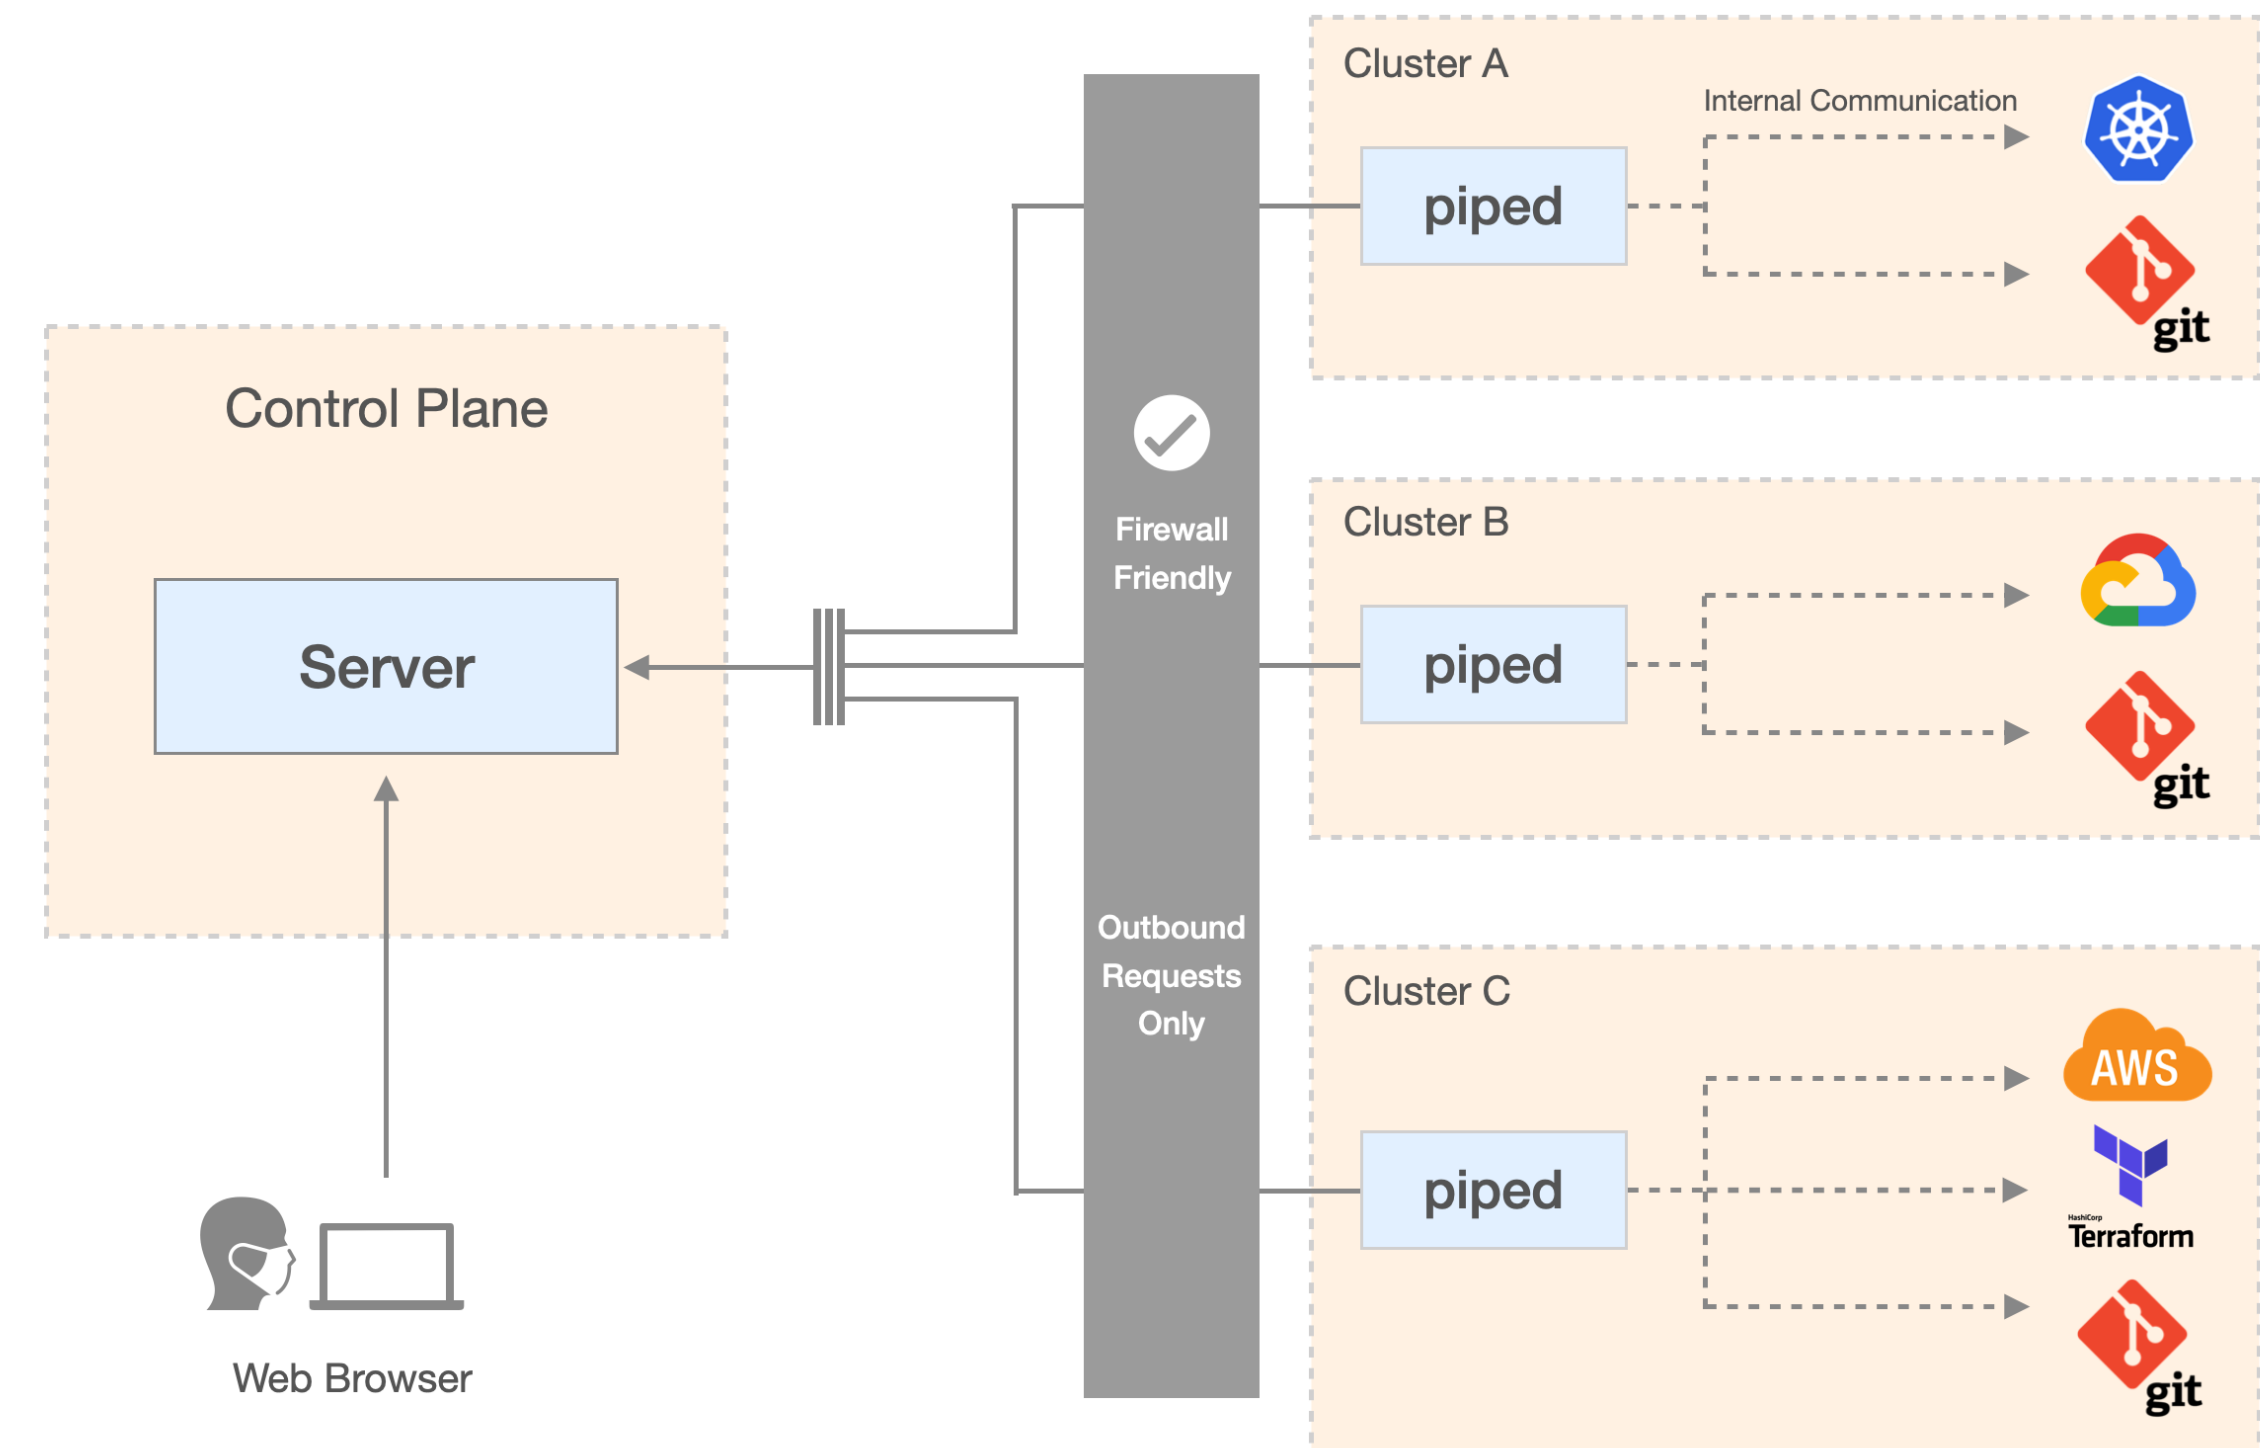 Cluster A
Internal Communication
piped
git
Control Plane
Server
Firewall
Friendly
Cluster B
piped
git
Outbound
Requests
Only
Cluster C
AWS
piped
HashiCorp
Terraform
git
Web Browser